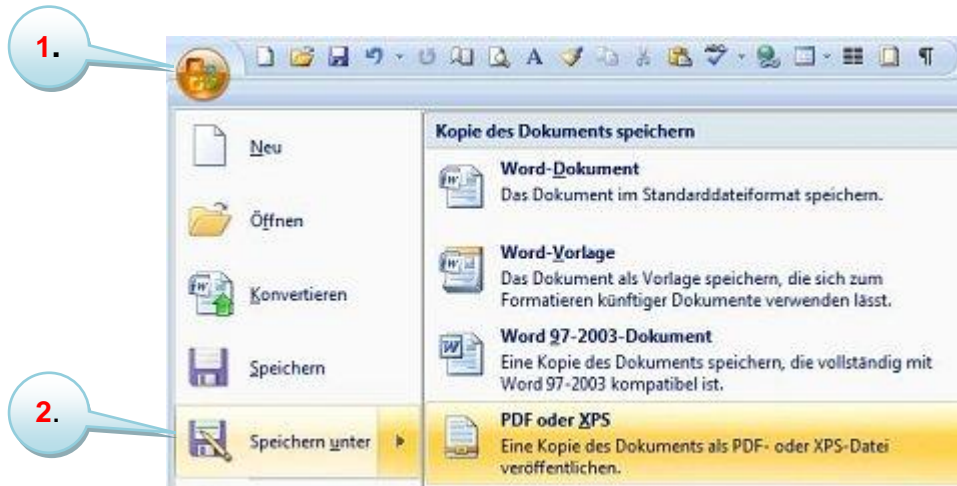 1.
Neu
Öffnen
Konvertieren
Speichern
2.
Speichern unter
Kopie des Dokuments speichern
Word-Dokument
Das Dokument im Standarddateiformat speichern.
Word-Vorlage
Das Dokument als Vorlage speichern, die sich zum
Formatieren künftiger Dokumente verwenden lässt.
Word 97-2003-Dokument
Eine Kopie des Dokuments speichern, die vollständig mit
Word 97-2003 kompatibel ist.
PDF oder XPS
Eine Kopie des Dokuments als PDF- oder XPS-Datei
veröffentlichen.